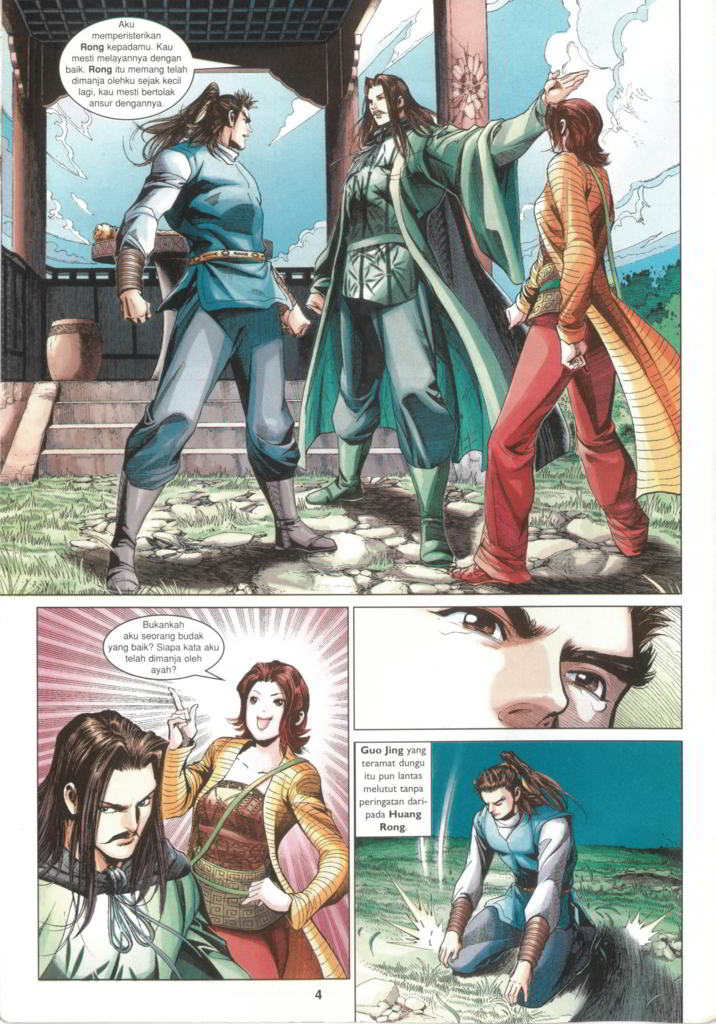 Aku
memperisterikan
Rong kepadamu. Kau
mesti melayannya dengan
baik. Rong itu memang telah
dimanja olehku sejak kecil
lagi, kau mesti bertolak
ansur dengannya.
Bukankah
aku seorang budak
yang baik? Siapa kata aku
telah dimanja oleh
ayah?
Guo Jing yang
teramat dungu
itu pun lantas
melutut tanpa
peringatan dari-
pada Huang
Rong.
4